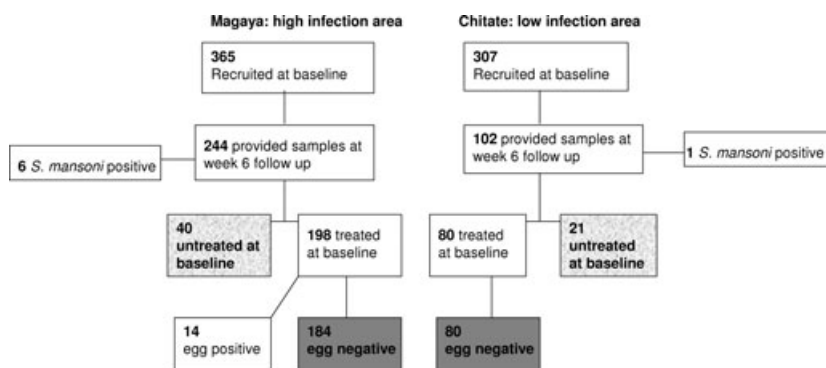 Magaya: high infection area
365
Recruited at baseline
244 provided samples at
week 6 follow up
6 S. mansoni positive
40
untreated at
baseline
198 treated
at baseline
14
egg positive
184
egg negative
Chitate: low infection area
307
Recruited at baseline
102 provided samples at
week 6 follow up
1 S. mansoni positive
80 treated
at baseline
21
untreated
at baseline
80
egg negative